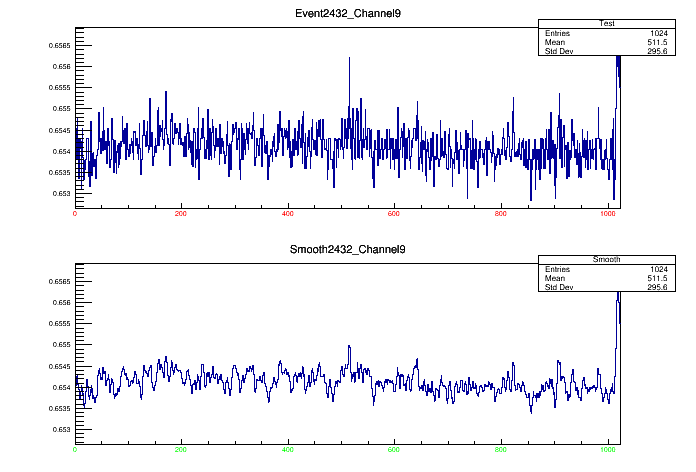 Event2432_Channel9
Test
Entries 1024
Mean 511.5
Std Dev 295.6
0.6565
0.656
0.6555
0.655
0.6545
0.654
0.6535
0.653
0 200 400 600 800 1000
Smooth2432_Channel9
Smooth
Entries 1024
Mean 511.5
Std Dev 295.6
0.6565
0.656
0.6555
0.655
0.6545
0.654
0.6535
0.653
0 200 400 600 800 1000